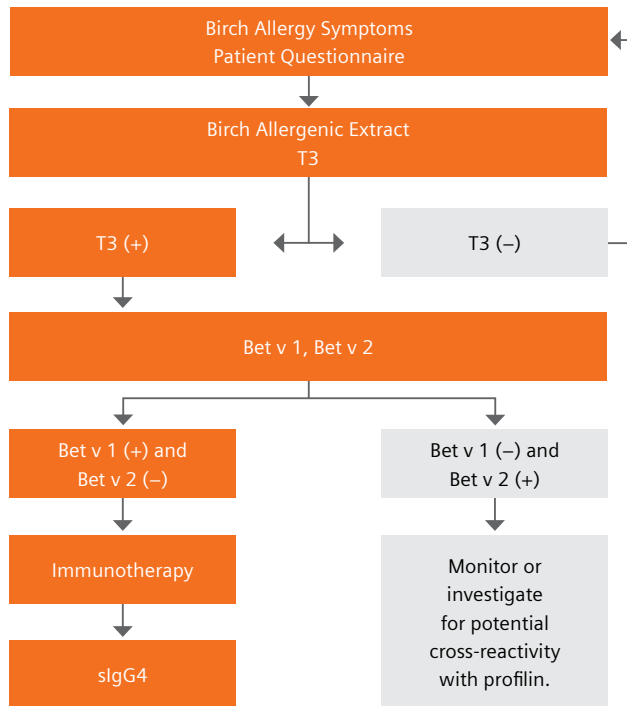 Birch Allergy Symptoms
Patient Questionnaire
Birch Allergenic Extract
T3
T3 (+)
T3 (–)
Bet v 1, Bet v 2
Bet v 1 (+) and
Bet v 2 (–)
Bet v 1 (–) and
Bet v 2 (+)
Immunotherapy
sIgG4
Monitor or
investigate
for potential
cross-reactivity
with profilin.